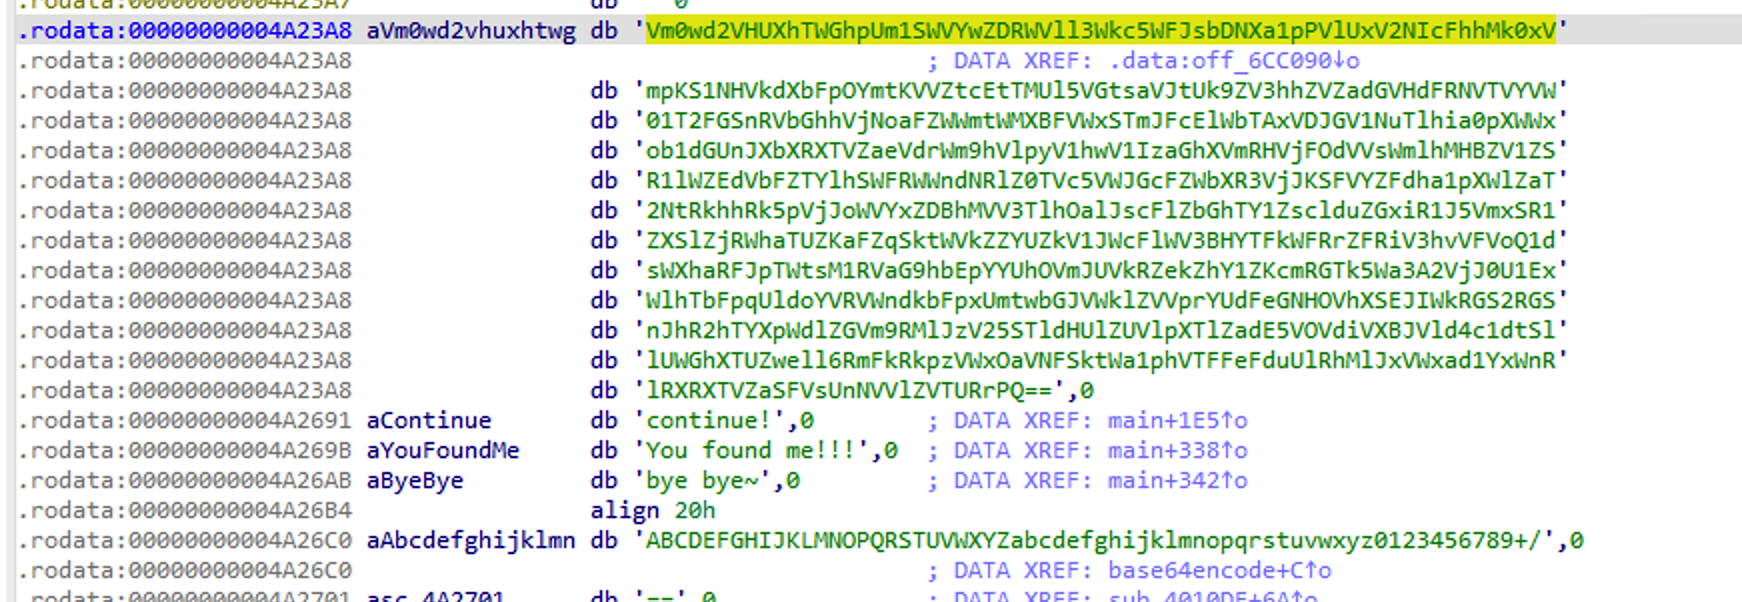 .rodata:00000000004A23A7 db 0
.rodata:00000000004A23A8 aVm0wd2vhuxhtwg db 'Vm0wd2VHUXhTWGhpUm1SWVYwZDRWVll3Wkc5WFJsbDNXa1pPVlUxV2NIcFhhMk0xV'
.rodata:00000000004A23A8 ; DATA XREF: .data:off_6CC090↓o
.rodata:00000000004A23A8 db 'mpKS1NHVkdXbFpOYmtKVVZtcEtTMUl5VGtsaVJtUk9ZV3hhZVZadGVHdFRNVTVYVW'
.rodata:00000000004A23A8 db '01T2FGSnRVbGhhVjNoaFZWWmtWMXBFVWxSTmJFcElWbTAxVDJGV1NuTlhia0pXWWx'
.rodata:00000000004A23A8 db 'ob1dGUnJXbXRXTVZaeVdrWm9hVlpyV1hwV1IzaGhXVmRHVjFOdVVsWmlhMHBZV1ZS'
.rodata:00000000004A23A8 db 'R1lWZEdVbFZTYlhSWFRWWndNRlZ0TVc5VWJGcFZWbXR3VjJKSFVYZFdha1pXWlZaT'
.rodata:00000000004A23A8 db '2NtRkhhRk5pVjJoWVYxZDBhMVV3TlhOalJscFlZbGhTY1ZsclduZGxiR1J5VmxSR1'
.rodata:00000000004A23A8 db 'ZXSlZjRWhaTUZKaFZqSktWVkZZYUZkV1JWcFlWV3BHYTFkWFRrZFRiV3hvVFVoQ1d'
.rodata:00000000004A23A8 db 'sWXhaRFJpTWtsM1RVaG9hbEpYYUhOVmJUVkRZekZhY1ZKcmRGTk5Wa3A2VjJ0U1Ex'
.rodata:00000000004A23A8 db 'WlhTbFpqUldoYVRVWndkbFpxUmtwbGJVWklZVVprYUdFeGNHOVhXSEJIWkRGS2RGS'
.rodata:00000000004A23A8 db 'nJhR2hTYXpWdlZGVm9RMlJzV25STldHUlZUVlpXTlZadE5VOVdiVXBJVld4c1dtSl'
.rodata:00000000004A23A8 db 'lUWGhXTUZwell6RmFkRkpzVWxOaVNFSktWa1phVTFFeFduUlRhMlJxVWxad1YxWnR'
.rodata:00000000004A23A8 db 'lRXRXTVZaSFVsUnNVVlZVTURrPQ==',0
.rodata:00000000004A2691 aContinue db 'continue!',0 ; DATA XREF: main+1E5↑o
.rodata:00000000004A269B aYouFoundMe db 'You found me!!!',0 ; DATA XREF: main+338↑o
.rodata:00000000004A26AB aByeBye db 'bye bye~',0 ; DATA XREF: main+342↑o
.rodata:00000000004A26B4 align 20h
.rodata:00000000004A26C0 aAbcdefghijklmn db 'ABCDEFGHIJKLMNOPQRSTUVWXYZabcdefghijklmnopqrstuvwxyz0123456789+/',0
.rodata:00000000004A26C0 ; DATA XREF: base64encode+C↑o
.rodata:00000000004A2701 asc_4A2701 db '==',0 ; DATA XREF: sub_4010DF+6A↑o